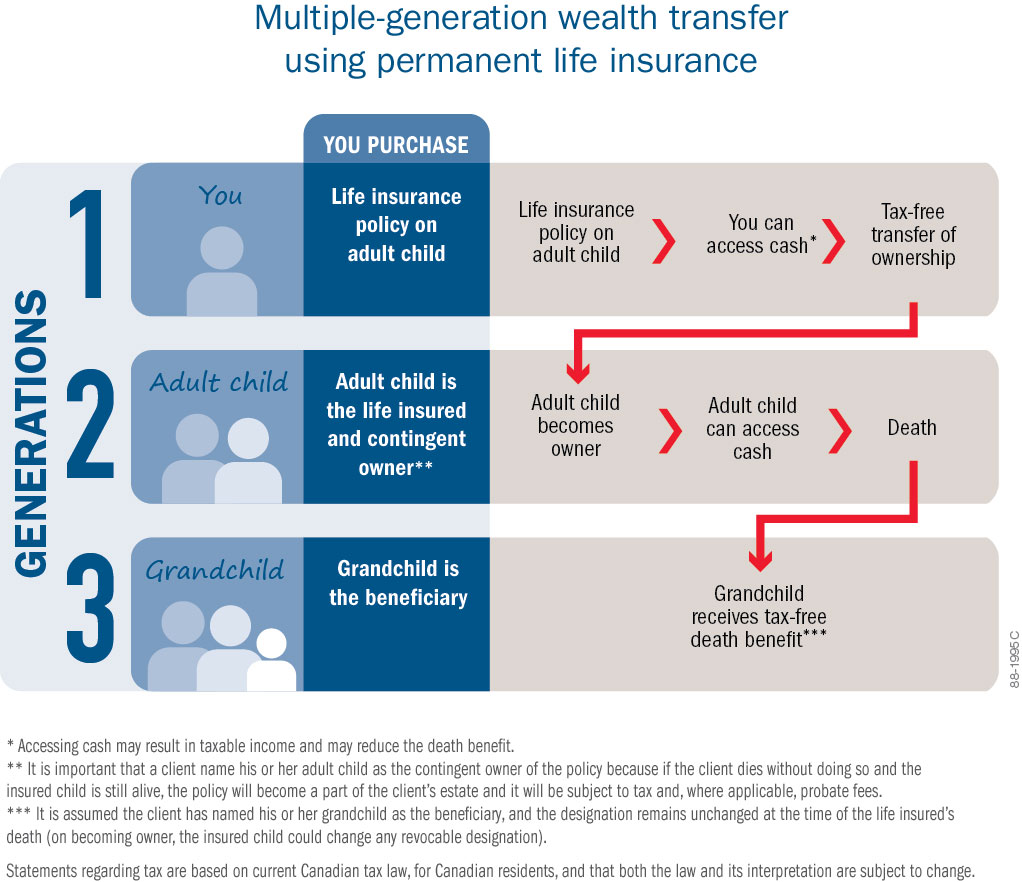 Multiple-generation wealth transfer
using permanent life insurance
YOU PURCHASE
GENERATIONS
1
You
Life insurance
policy on
adult child
Life insurance
policy on
adult child
You can
access cash*
Tax-free
transfer of
ownership
2
Adult child
Adult child is
the life insured
and contingent
owner**
Adult child
becomes
owner
Adult child
can access
cash
Death
3
Grandchild
Grandchild is
the beneficiary
Grandchild
receives tax-free
death benefit***
88-1995C
* Accessing cash may result in taxable income and may reduce the death benefit.
** It is important that a client name his or her adult child as the contingent owner of the policy because if the client dies without doing so and the
insured child is still alive, the policy will become a part of the client’s estate and it will be subject to tax and, where applicable, probate fees.
*** It is assumed the client has named his or her grandchild as the beneficiary, and the designation remains unchanged at the time of the life insured’s
death (on becoming owner, the insured child could change any revocable designation).
Statements regarding tax are based on current Canadian tax law, for Canadian residents, and that both the law and its interpretation are subject to change.